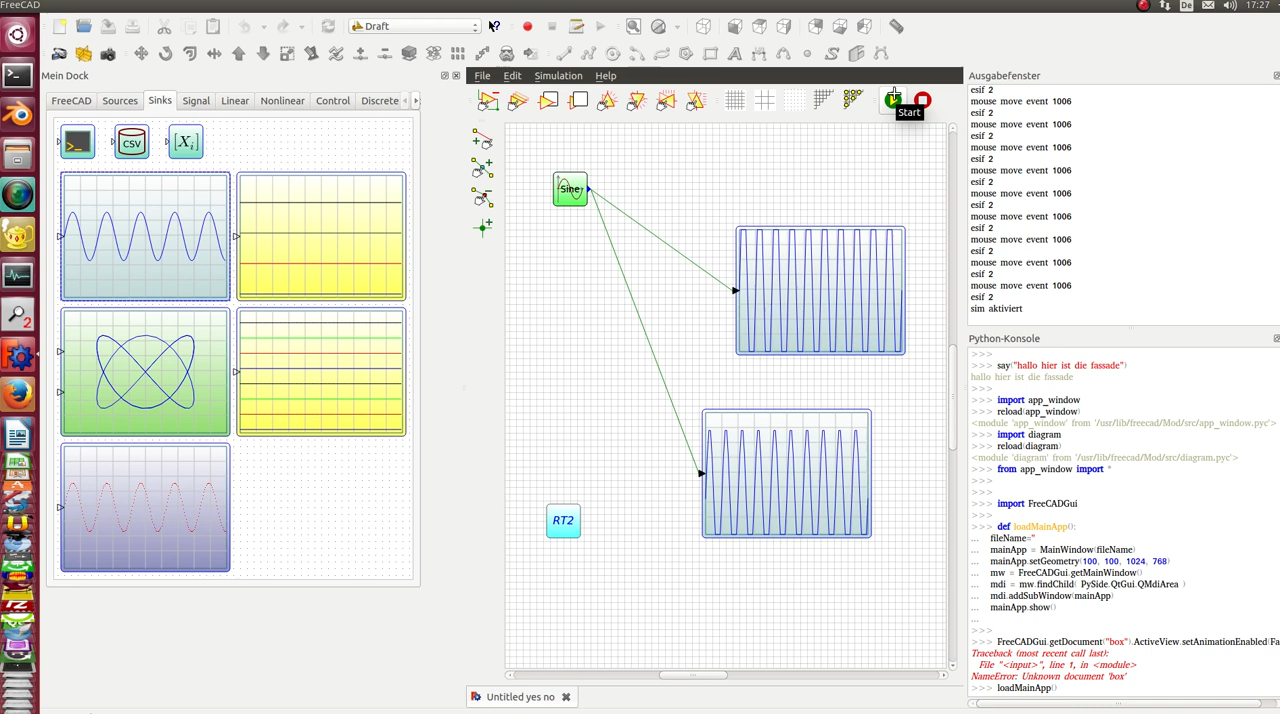 FreeCAD
De
17:27
Draft
Mein Dock
FreeCAD
Sources
Sinks
Signal
Linear
Nonlinear
Control
Discrete
>_
CSV
[Xi]
File
Edit
Simulation
Help
Start
Sine
RT2
Untitled yes no
Ausgabefenster
esif 2
mouse move event 1006
esif 2
mouse move event 1006
esif 2
mouse move event 1006
esif 2
mouse move event 1006
esif 2
mouse move event 1006
esif 2
mouse move event 1006
esif 2
mouse move event 1006
esif 2
mouse move event 1006
esif 2
mouse move event 1006
esif 2
sim aktiviert
Python-Konsole
>>>
>>> say("hallo hier ist die fassade")
hallo hier ist die fassade
>>>
>>> import app_window
>>> reload(app_window)
<module 'app_window' from '/usr/lib/freecad/Mod/src/app_window.pyc'>
>>> import diagram
>>> reload(diagram)
<module 'diagram' from '/usr/lib/freecad/Mod/src/diagram.pyc'>
>>> from app_window import *
>>>
>>>
>>> import FreeCADGui
>>>
>>> def loadMainApp():
... fileName=''
... mainApp = MainWindow(fileName)
... mainApp.setGeometry(100, 100, 1024, 768)
... mw = FreeCADGui.getMainWindow()
... mdi = mw.findChild( PySide.QtGui.QMdiArea )
... mdi.addSubWindow(mainApp)
... mainApp.show()
...
>>>
>>> FreeCADGui.getDocument("box").ActiveView.setAnimationEnabled(Fa
Traceback (most recent call last):
File "<input>", line 1, in <module>
NameError: Unknown document 'box'
>>> loadMainApp()
2